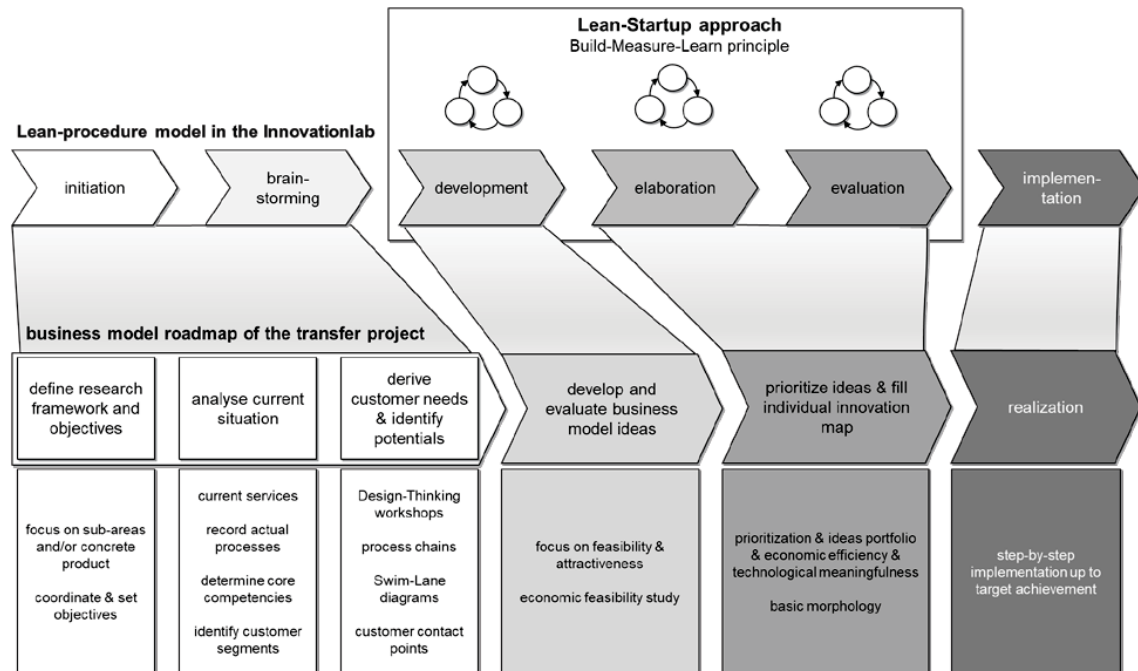 Lean-Startup approach
Build-Measure-Learn principle
Lean-procedure model in the Innovationlab
initiation
brain-
storming
development
elaboration
evaluation
implemen-
tation
business model roadmap of the transfer project
define research
framework and
objectives
analyse current
situation
derive
customer needs
& identify
potentials
develop and
evaluate business
model ideas
prioritize ideas & fill
individual innovation
map
realization
focus on sub-areas
and/or concrete
product
coordinate & set
objectives
current services
record actual
processes
determine core
competencies
identify customer
segments
Design-Thinking
workshops
process chains
Swim-Lane
diagrams
customer contact
points
focus on feasibility &
attractiveness
economic feasibility study
prioritization & ideas portfolio
& economic efficiency &
technological meaningfulness
basic morphology
step-by-step
implementation up to
target achievement